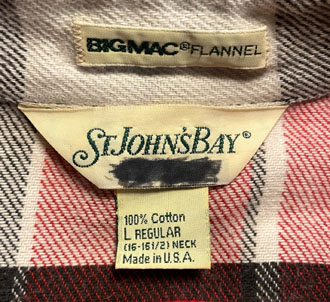 BIGMAC® FLANNEL
ST. JOHN'S BAY®
100% Cotton
L REGULAR
(16-16 1/2) NECK
Made in U.S.A.